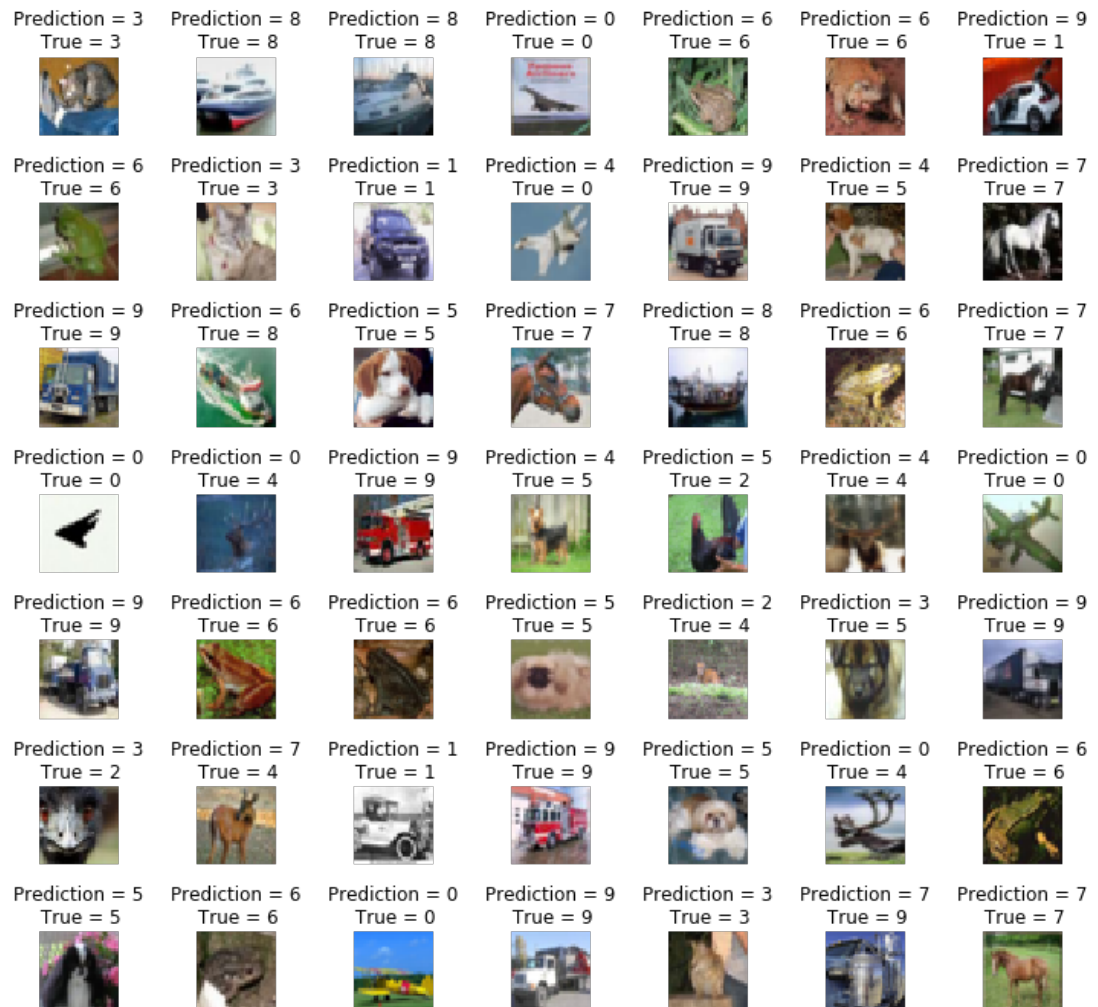 Prediction = 3 Prediction = 8 Prediction = 8 Prediction = 0 Prediction = 6 Prediction = 6 Prediction = 9
True = 3 True = 8 True = 8 True = 0 True = 6 True = 6 True = 1
Prediction = 6 Prediction = 3 Prediction = 1 Prediction = 4 Prediction = 9 Prediction = 4 Prediction = 7
True = 6 True = 3 True = 1 True = 0 True = 9 True = 5 True = 7
Prediction = 9 Prediction = 6 Prediction = 5 Prediction = 7 Prediction = 8 Prediction = 6 Prediction = 7
True = 9 True = 8 True = 5 True = 7 True = 8 True = 6 True = 7
Prediction = 0 Prediction = 0 Prediction = 9 Prediction = 4 Prediction = 5 Prediction = 4 Prediction = 0
True = 0 True = 4 True = 9 True = 5 True = 2 True = 4 True = 0
Prediction = 9 Prediction = 6 Prediction = 6 Prediction = 5 Prediction = 2 Prediction = 3 Prediction = 9
True = 9 True = 6 True = 6 True = 5 True = 4 True = 5 True = 9
Prediction = 3 Prediction = 7 Prediction = 1 Prediction = 9 Prediction = 5 Prediction = 0 Prediction = 6
True = 2 True = 4 True = 1 True = 9 True = 5 True = 4 True = 6
Prediction = 5 Prediction = 6 Prediction = 0 Prediction = 9 Prediction = 3 Prediction = 7 Prediction = 7
True = 5 True = 6 True = 0 True = 9 True = 3 True = 9 True = 7